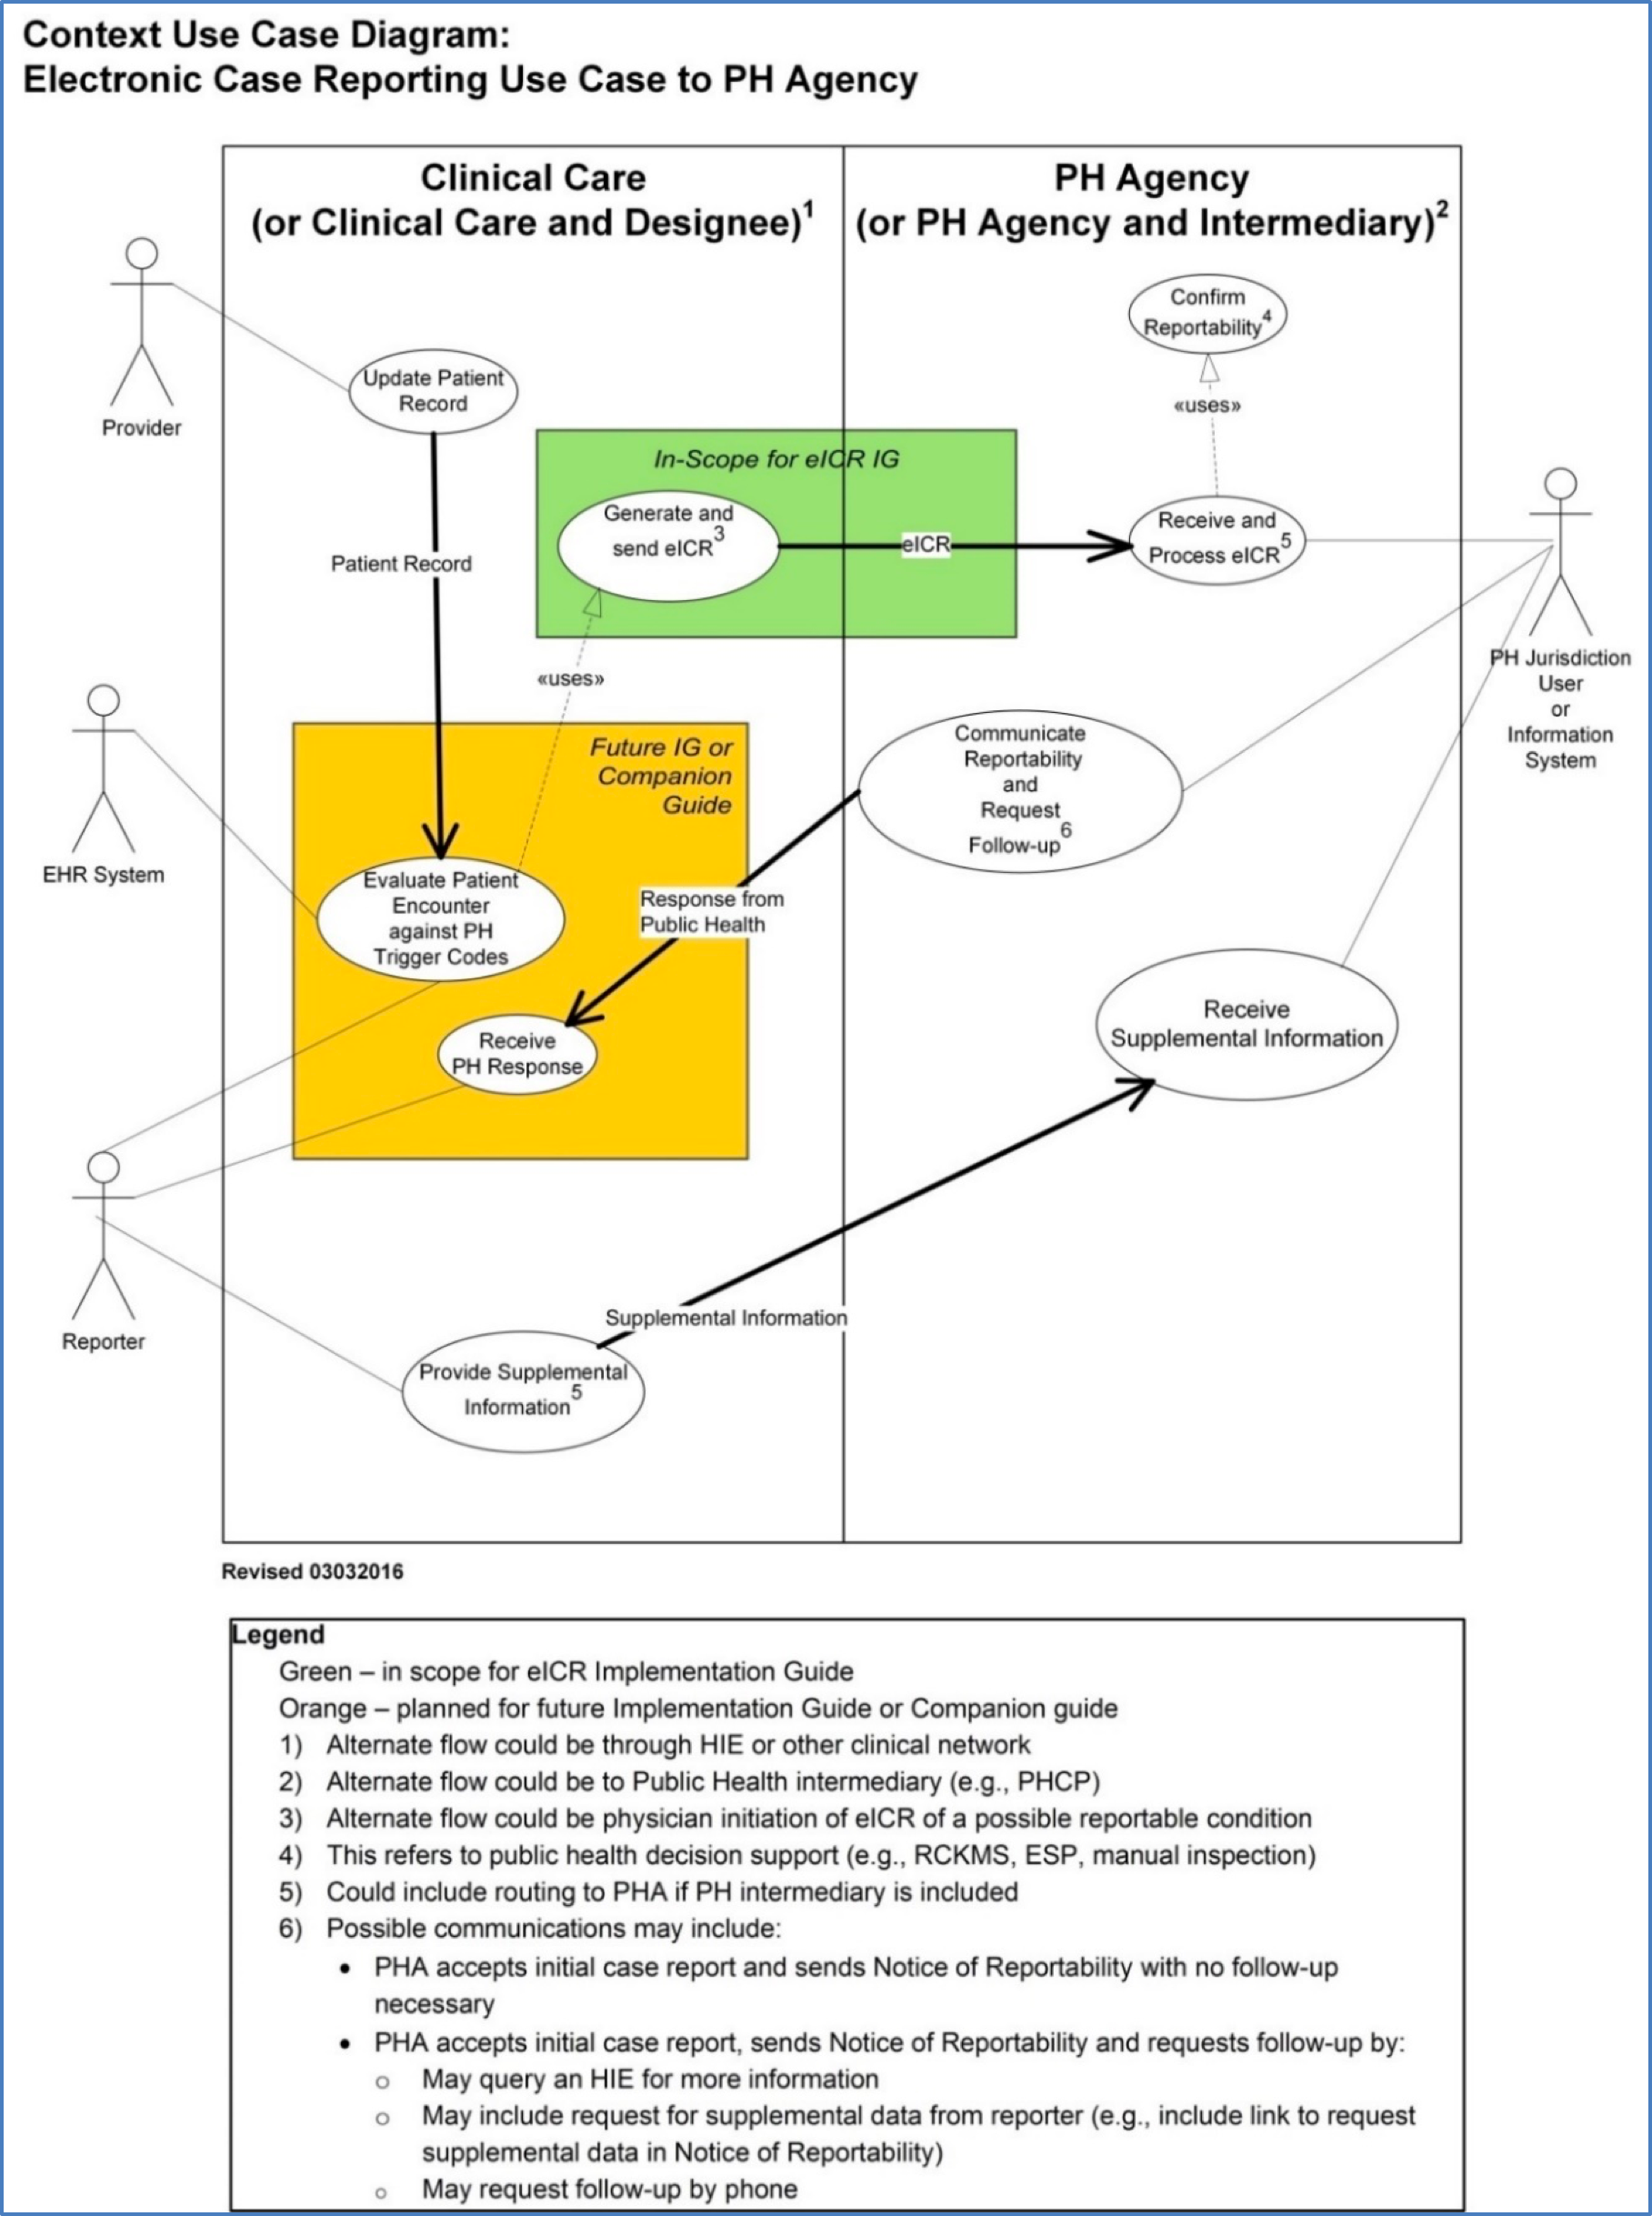 Context Use Case Diagram:
Electronic Case Reporting Use Case to PH Agency
Clinical Care
(or Clinical Care and Designee)1
PH Agency
(or PH Agency and Intermediary)2
Provider
Update Patient
Record
Confirm
Reportability4
«uses»
In-Scope for eICR IG
Generate and
send eICR3
eICR
Receive and
Process eICR5
Patient Record
«uses»
PH Jurisdiction
User
or
Information
System
EHR System
Future IG or
Companion
Guide
Communicate
Reportability
and
Request
Follow-up6
Evaluate Patient
Encounter
against PH
Trigger Codes
Response from
Public Health
Receive
PH Response
Receive
Supplemental Information
Reporter
Supplemental Information
Provide Supplemental
Information5
Revised 03032016
Legend
Green – in scope for eICR Implementation Guide
Orange – planned for future Implementation Guide or Companion guide
1) Alternate flow could be through HIE or other clinical network
2) Alternate flow could be to Public Health intermediary (e.g., PHCP)
3) Alternate flow could be physician initiation of eICR of a possible reportable condition
4) This refers to public health decision support (e.g., RCKMS, ESP, manual inspection)
5) Could include routing to PHA if PH intermediary is included
6) Possible communications may include:
• PHA accepts initial case report and sends Notice of Reportability with no follow-up
necessary
• PHA accepts initial case report, sends Notice of Reportability and requests follow-up by:
o May query an HIE for more information
o May include request for supplemental data from reporter (e.g., include link to request
supplemental data in Notice of Reportability)
o May request follow-up by phone